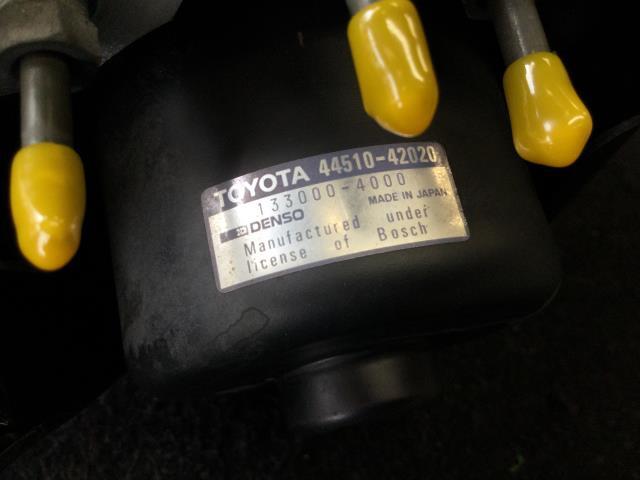 TOYOTA 44510-42020
133000-4000
DENSO MADE IN JAPAN
Manufactured under
license of Bosch